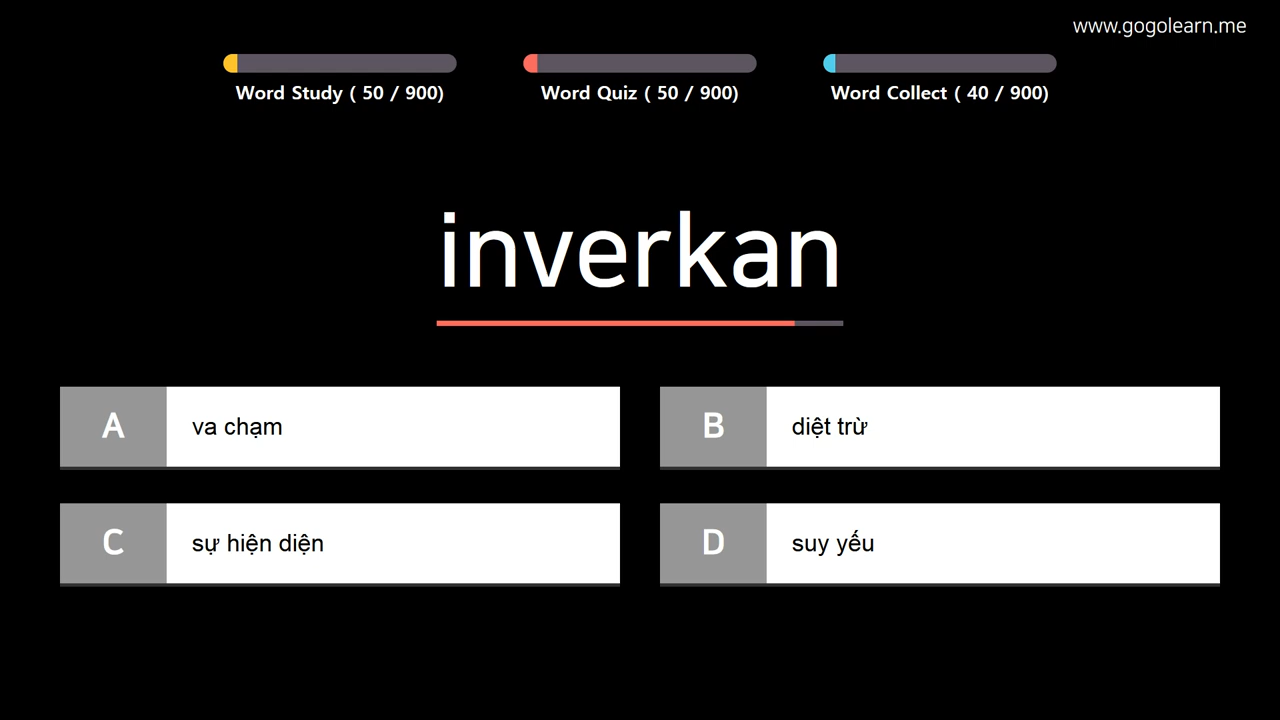 www.gogolearn.me
Word Study ( 50 / 900)
Word Quiz ( 50 / 900)
Word Collect ( 40 / 900)
inverkan
A
va chạm
B
diệt trừ
C
sự hiện diện
D
suy yếu